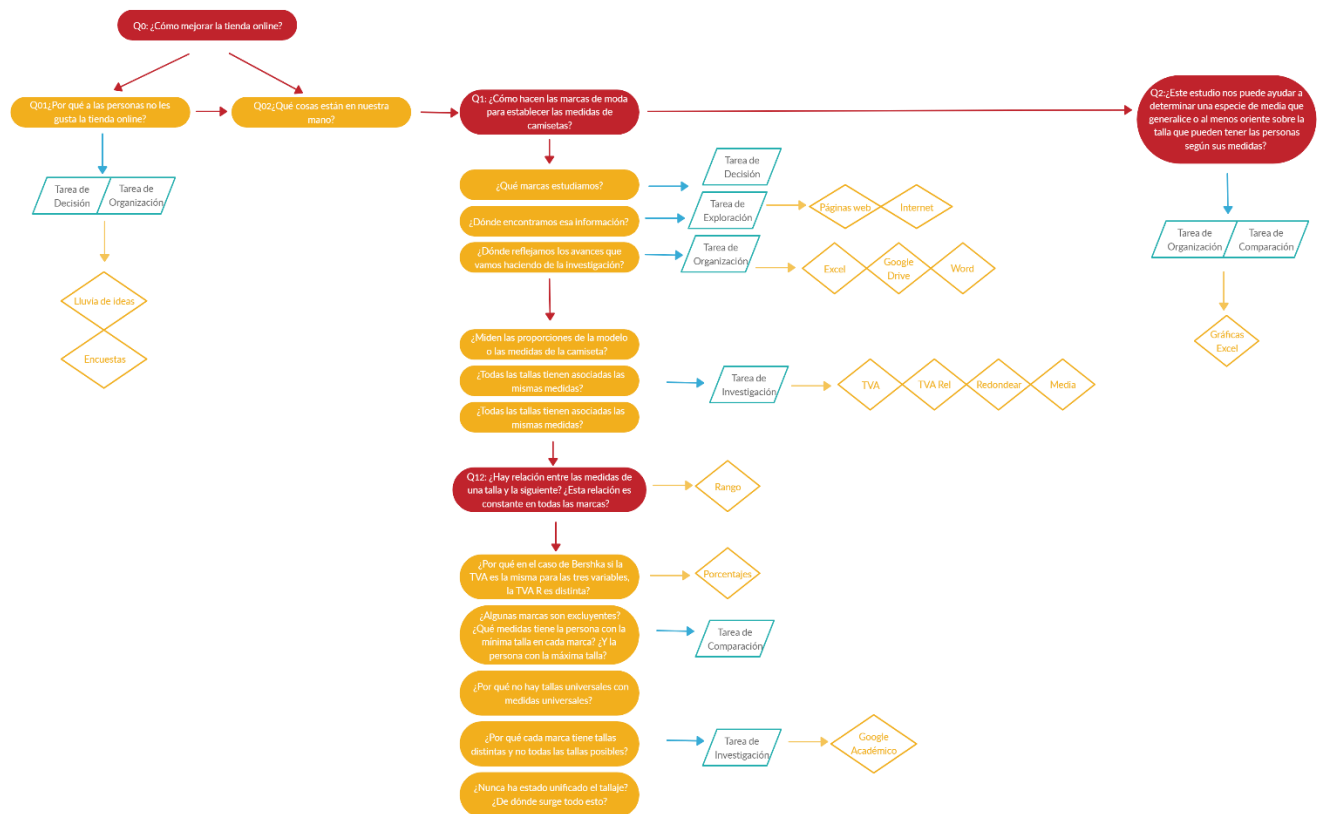 Q0: ¿Cómo mejorar la tienda online?
Q01¿Por qué a las personas no les
gusta la tienda online?
Q02¿Qué cosas están en nuestra
mano?
Q1: ¿Cómo hacen las marcas de moda
para establecer las medidas de
camisetas?
Q2:¿Este estudio nos puede ayudar a
determinar una especie de media que
generalice o al menos oriente sobre la
talla que pueden tener las personas
según sus medidas?
Tarea de
Decisión
Tarea de
Organización
Lluvia de ideas
Encuestas
¿Qué marcas estudíamos?
Tarea de
Decisión
¿Dónde encontramos esa información?
Tarea de
Exploración
Páginas web
Internet
¿Dónde reflejamos los avances que
vamos haciendo de la investigación?
Tarea de
Organización
Excel
Google
Drive
Word
Tarea de
Organización
Tarea de
Comparación
Gráficas
Excel
¿Miden las proporciones de la modelo
o las medidas de la camiseta?
¿Todas las tallas tienen asociadas las
mismas medidas?
¿Todas las tallas tienen asociadas las
mismas medidas?
Tarea de
Investigación
TVA
TVA Rel
Redondear
Media
Q12: ¿Hay relación entre las medidas de
una talla y la siguiente? ¿Esta relación es
constante en todas las marcas?
Rango
¿Por qué en el caso de Bershka si la
TVA es la misma para las tres variables,
la TVA R es distinta?
Porcentajes
¿Algunas marcas son excluyentes?
¿Qué medidas tiene la persona con la
mínima talla en cada marca? ¿Y la
persona con la máxima talla?
Tarea de
Comparación
¿Por qué no hay tallas universales con
medidas universales?
¿Por qué cada marca tiene tallas
distintas y no todas las tallas posibles?
Tarea de
Investigación
Google
Académico
¿Nunca ha estado unificado el tallaje?
¿De dónde surge todo esto?